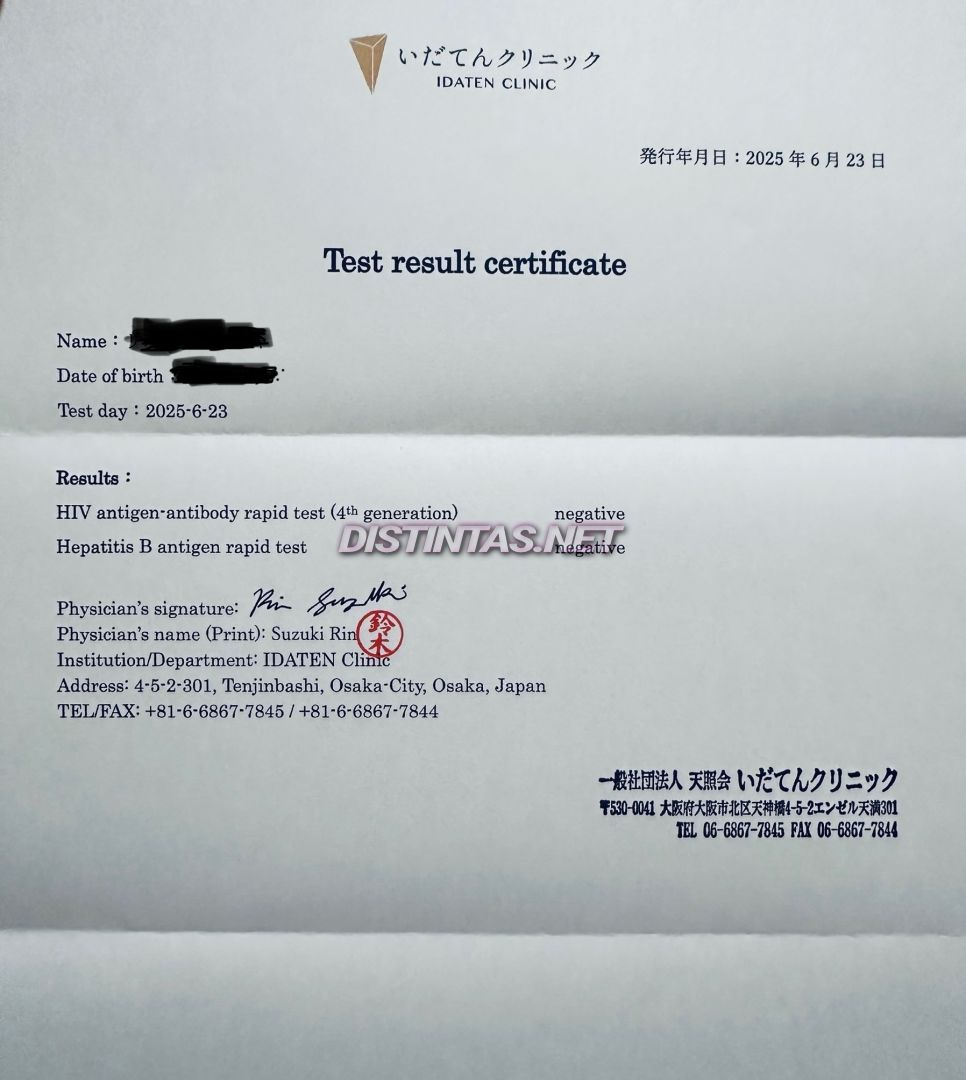 いだてんクリニック
IDATEN CLINIC
発行年月日：2025年6月23日
Test result certificate
Name：
Date of birth
Test day：2025-6-23
Results：
HIV antigen-antibody rapid test (4th generation) negative
Hepatitis B antigen rapid test negative
DISTINTAS.NET
Physician's signature: Rin Suzuki
Physician's name (Print): Suzuki Rin
鈴木
Institution/Department: IDATEN Clinic
Address: 4-5-2-301, Tenjinbashi, Osaka-City, Osaka, Japan
TEL/FAX: +81-6-6867-7845 / +81-6-6867-7844
一般社団法人 天照会 いだてんクリニック
〒530-0041 大阪府大阪市北区天神橋4-5-2エンゼル天満301
TEL 06-6867-7845 FAX 06-6867-7844